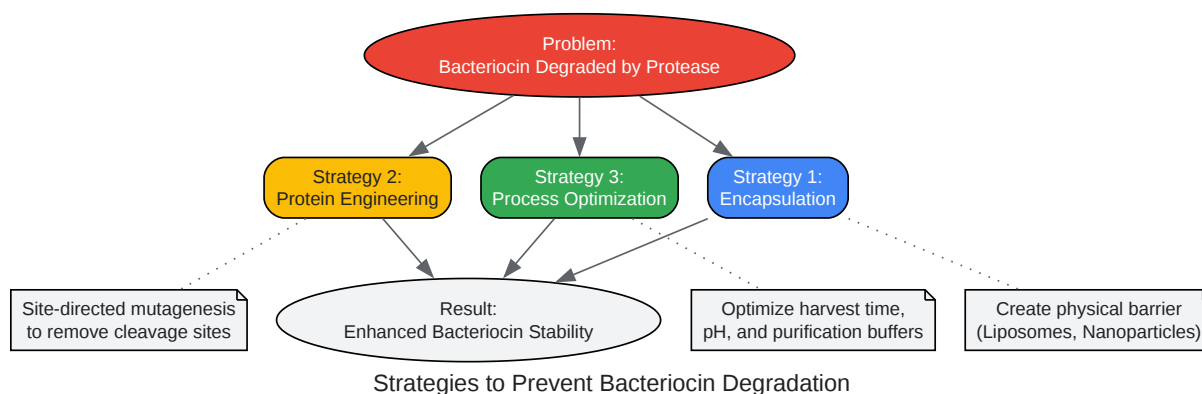 Problem:
Bacteriocin Degraded by Protease
Strategy 2:
Protein Engineering
Strategy 3:
Process Optimization
Strategy 1:
Encapsulation
Site-directed mutagenesis
to remove cleavage sites
Result:
Enhanced Bacteriocin Stability
Optimize harvest time,
pH, and purification buffers
Create physical barrier
(Liposomes, Nanoparticles)
Strategies to Prevent Bacteriocin Degradation